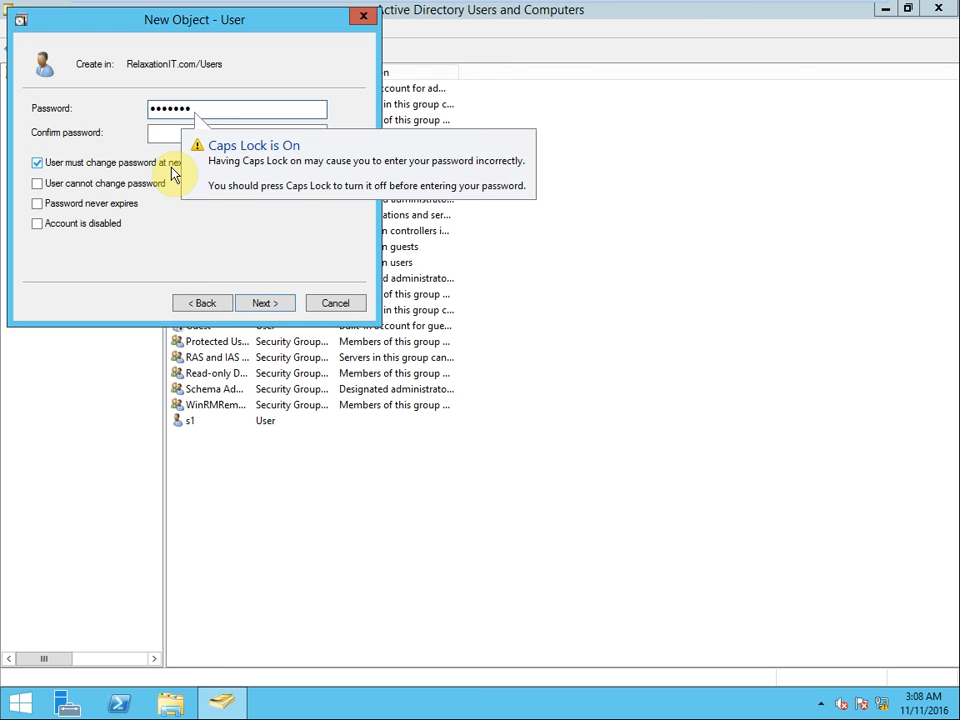 Active Directory Users and Computers
New Object - User
Create in: RelaxationIT.com/Users
Password:
Confirm password:
Caps Lock is On
Having Caps Lock on may cause you to enter your password incorrectly.
You should press Caps Lock to turn it off before entering your password.
User must change password at nex
User cannot change password
Password never expires
Account is disabled
< Back
Next >
Cancel
on
count for ad...
in this group c...
of this group ...
administrato...
ations and ser...
n controllers i...
n guests
n users
d administrato...
of this group ...
in this group c...
Guest User Built-in account for gue...
Protected Us... Security Group... Members of this group ...
RAS and IAS ... Security Group... Servers in this group can...
Read-only D... Security Group... Members of this group ...
Schema Ad... Security Group... Designated administrato...
WinRMRem... Security Group... Members of this group ...
s1 User
3:08 AM
11/11/2016